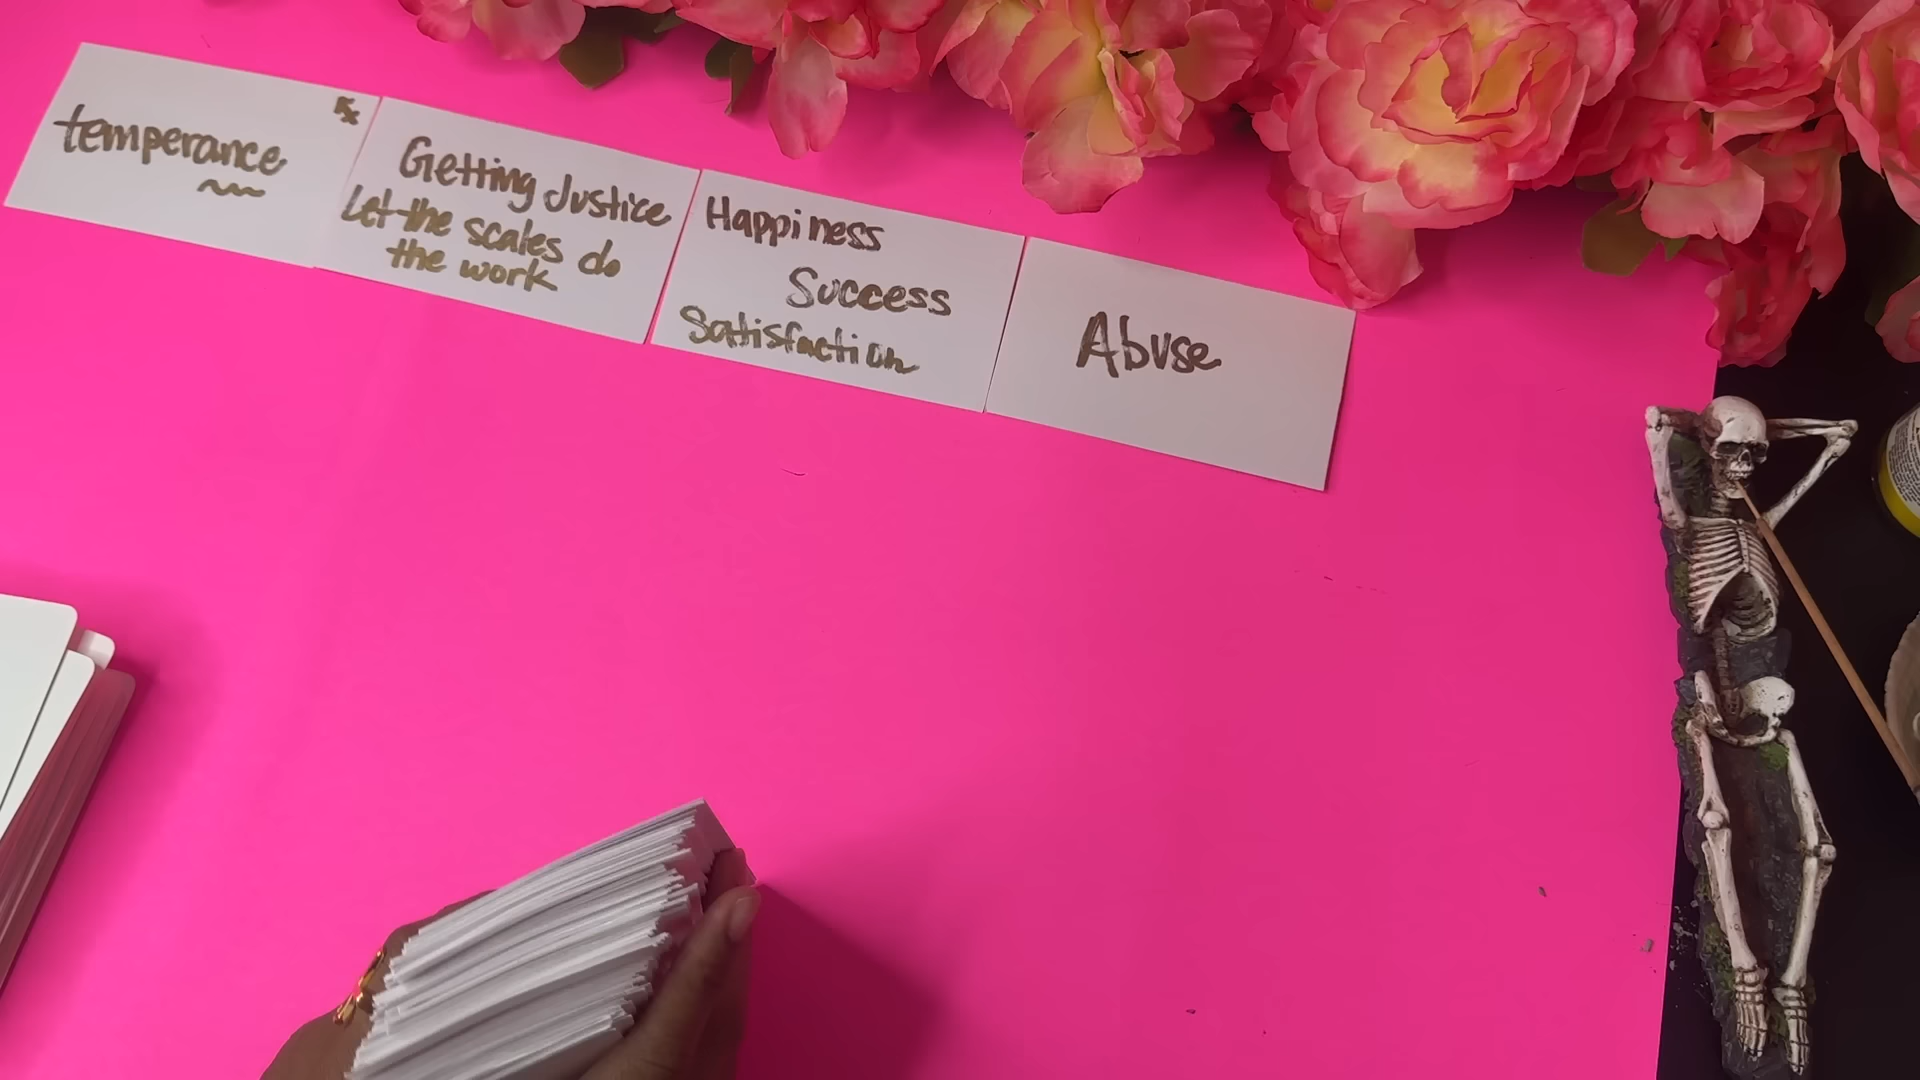 temperance
Getting Justice
Let the scales do
the work
Happiness
Success
Satisfaction
Abuse